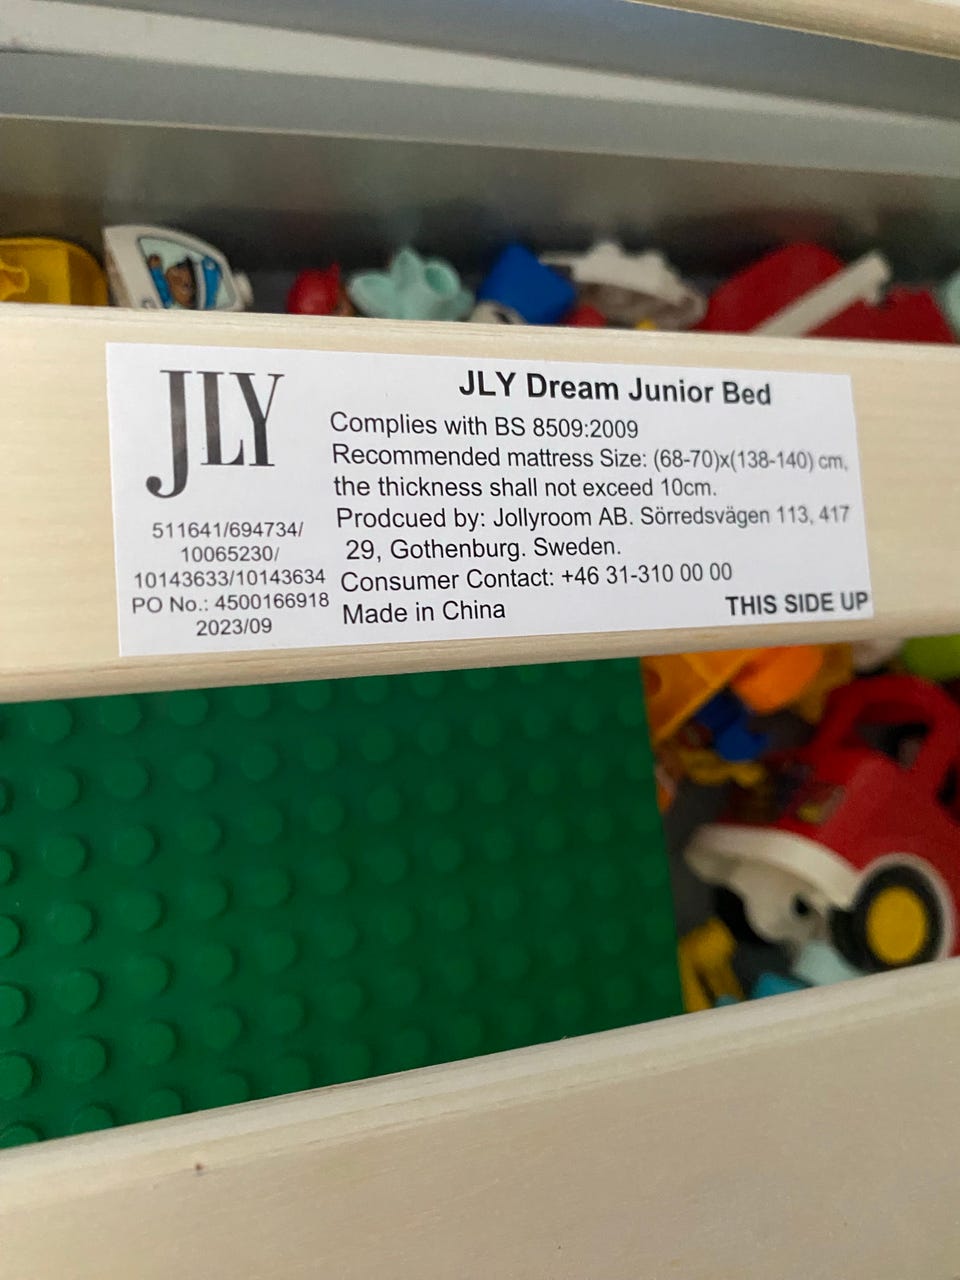 JLY
511641/694734/
10065230/
10143633/10143634
PO No.: 4500166918
2023/09
JLY Dream Junior Bed
Complies with BS 8509:2009
Recommended mattress Size: (68-70)x(138-140) cm,
the thickness shall not exceed 10cm.
Prodcued by: Jollyroom AB. Sörredsvägen 113, 417
29, Gothenburg. Sweden.
Consumer Contact: +46 31-310 00 00
Made in China
THIS SIDE UP